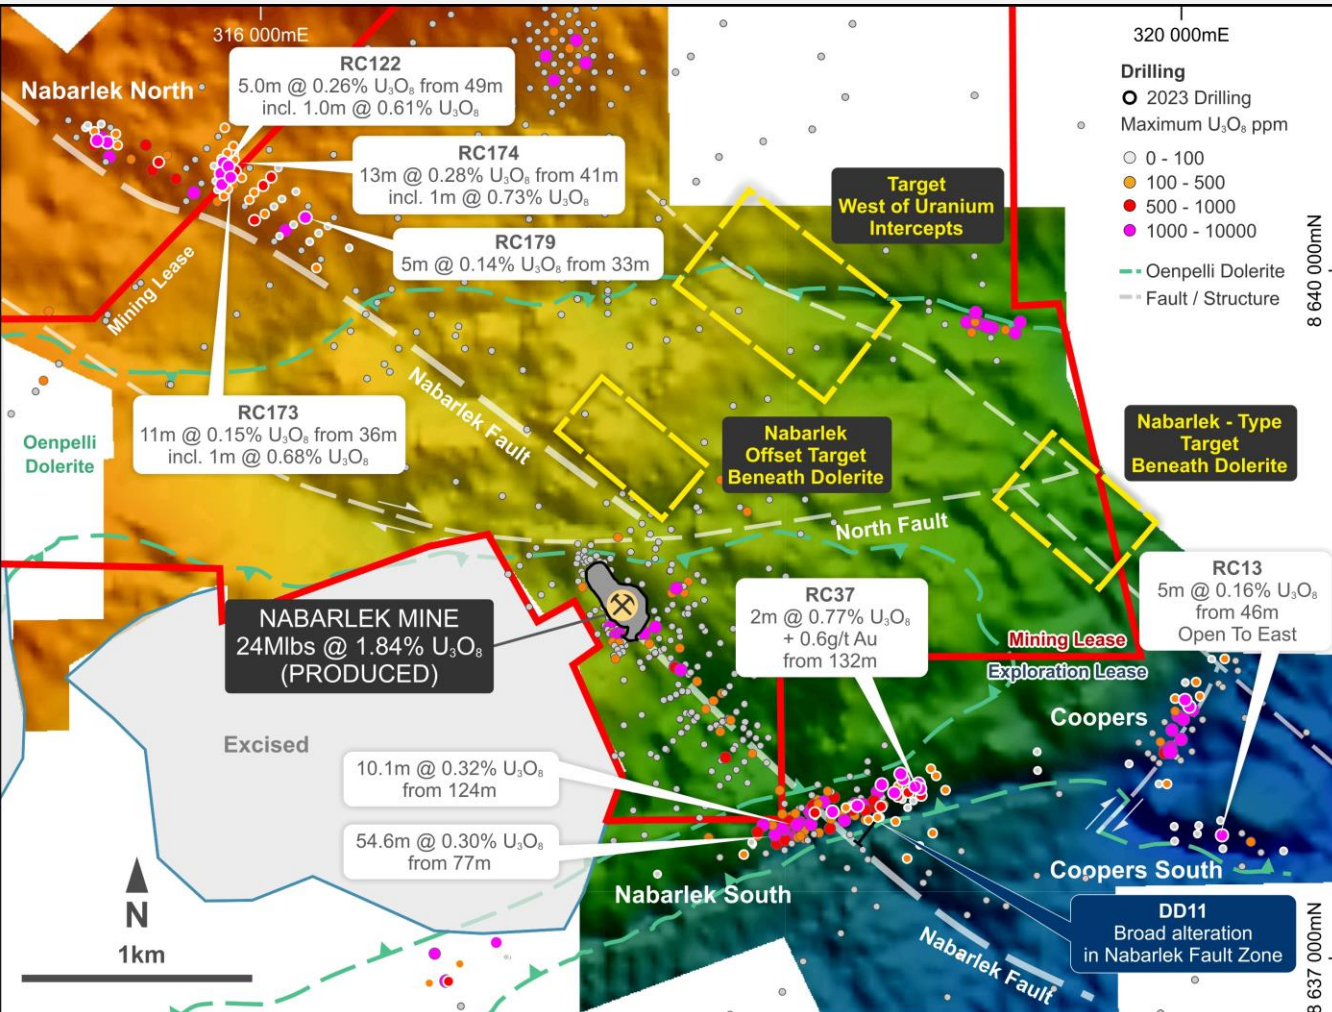 316 000mE
320 000mE
Nabarlek North
RC122
5.0m @ 0.26% U₃O₈ from 49m
incl. 1.0m @ 0.61% U₃O₈
RC174
13m @ 0.28% U₃O₈ from 41m
incl. 1m @ 0.73% U₃O₈
RC179
5m @ 0.14% U₃O₈ from 33m
Mining Lease
Target
West of Uranium
Intercepts
Drilling
2023 Drilling
Maximum U₃O₈ ppm
0 - 100
100 - 500
500 - 1000
1000 - 10000
Oenpelli Dolerite
Fault / Structure
8 640 000mN
RC173
11m @ 0.15% U₃O₈ from 36m
incl. 1m @ 0.68% U₃O₈
Oenpelli
Dolerite
Nabarlek Fault
Nabarlek
Offset Target
Beneath Dolerite
Nabarlek - Type
Target
Beneath Dolerite
North Fault
NABARLEK MINE
24Mlbs @ 1.84% U₃O₈
(PRODUCED)
RC37
2m @ 0.77% U₃O₈
+ 0.6g/t Au
from 132m
RC13
5m @ 0.16% U₃O₈
from 46m
Open To East
Mining Lease
Exploration Lease
Coopers
Excised
10.1m @ 0.32% U₃O₈
from 124m
54.6m @ 0.30% U₃O₈
from 77m
Nabarlek South
Coopers South
DD11
Broad alteration
in Nabarlek Fault Zone
Nabarlek Fault
N
1km
8 637 000mN